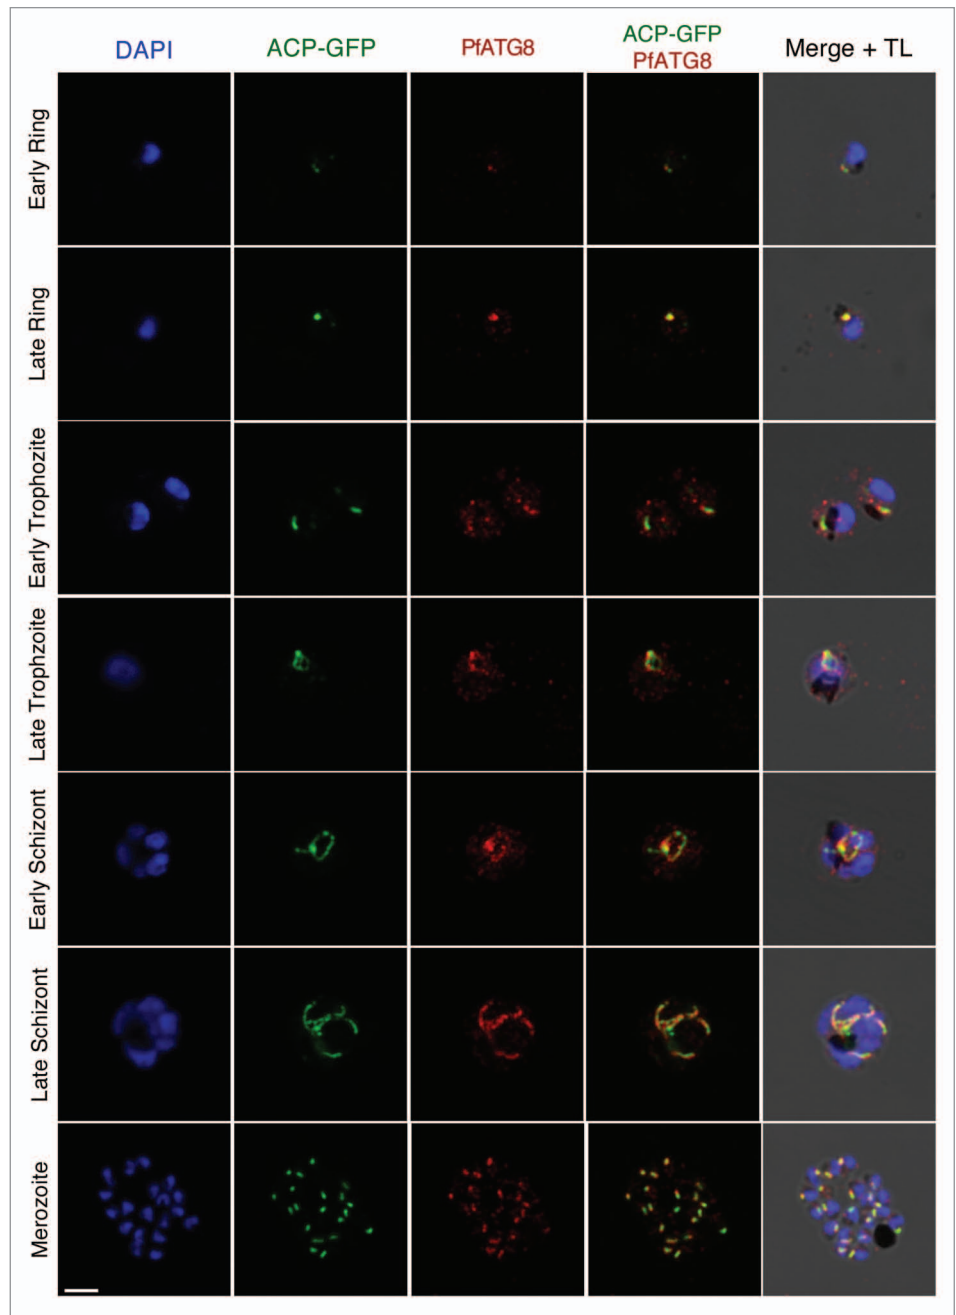 DAPI
ACP-GFP
PfATG8
ACP-GFP
PfATG8
Merge + TL
Early Ring
Late Ring
Early Trophozite
Late Trophzoite
Early Schizont
Late Schizont
Merozoite